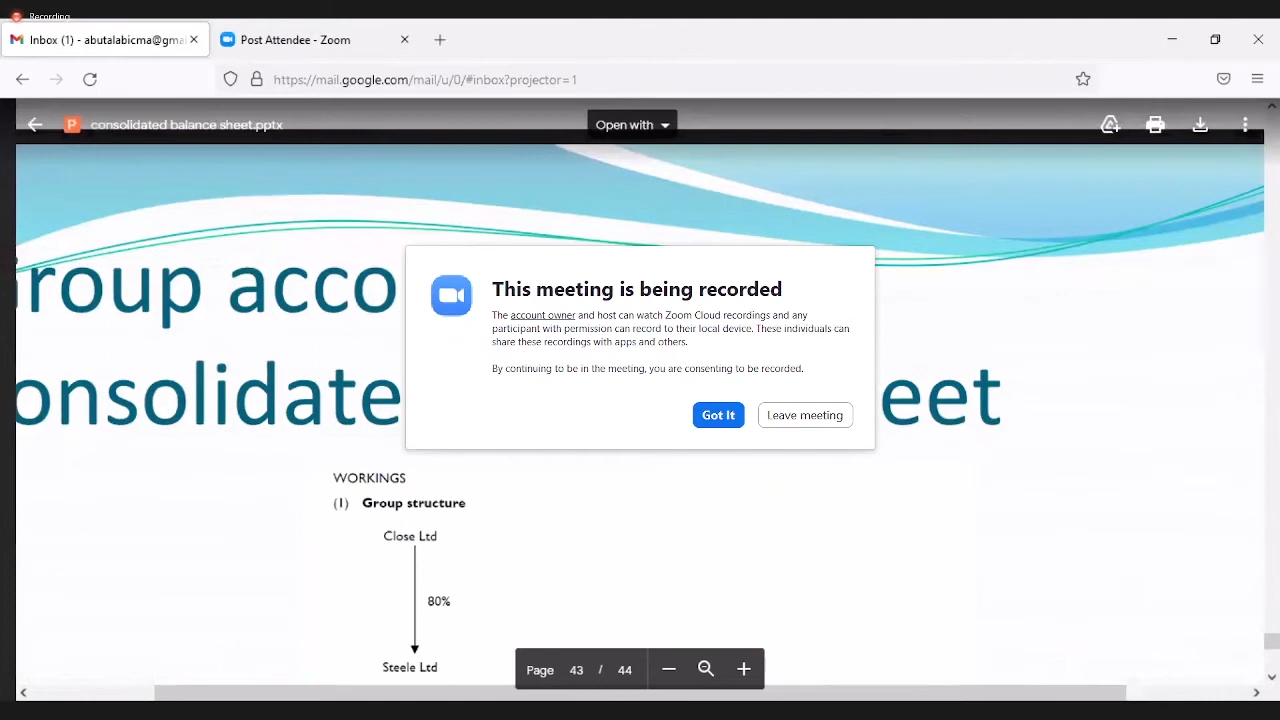 Recording
Inbox (1) - abutalabicma@gmai
Post Attendee - Zoom
https://mail.google.com/mail/u/0/#inbox?projector=1
consolidated balance sheet.pptx
Open with
roup acco
This meeting is being recorded
The account owner and host can watch Zoom Cloud recordings and any
participant with permission can record to their local device. These individuals can
share these recordings with apps and others.
By continuing to be in the meeting, you are consenting to be recorded.
Got It
Leave meeting
onsolidate eet
WORKINGS
(1) Group structure
Close Ltd
80%
Steele Ltd
Page 43 / 44